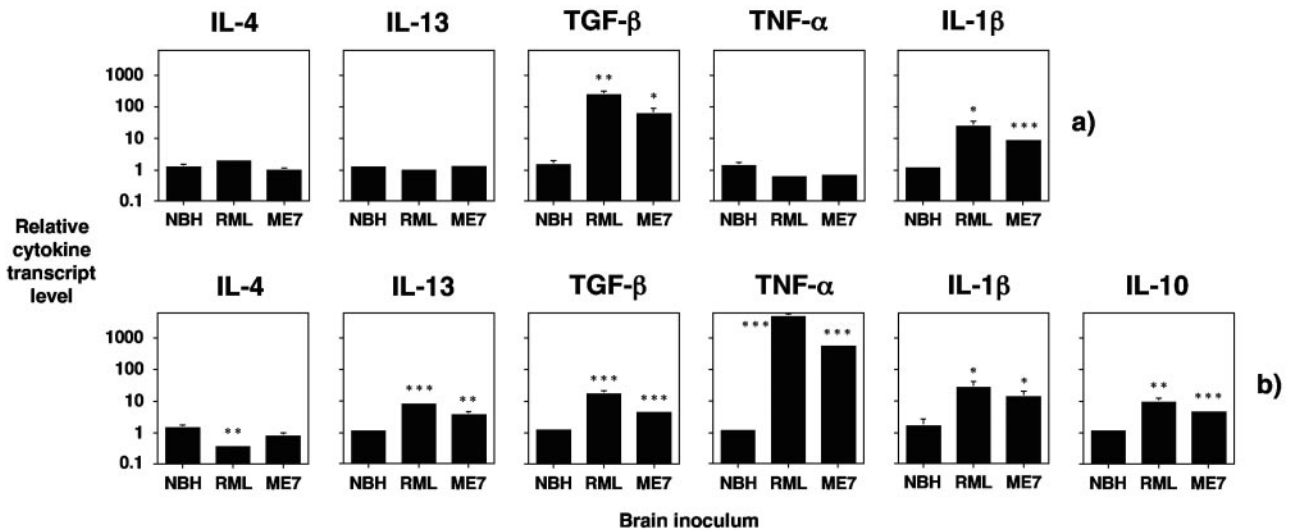 IL-4 IL-13 TGF-β TNF-α IL-1β
1000
100
10
1
0.1
** * * ***
a)
NBH RML ME7 NBH RML ME7 NBH RML ME7 NBH RML ME7 NBH RML ME7
Relative
cytokine
transcript
level
IL-4 IL-13 TGF-β TNF-α IL-1β IL-10
1000
100
10
1
0.1
** *** ** *** *** *** *** * * ** ***
b)
NBH RML ME7 NBH RML ME7 NBH RML ME7 NBH RML ME7 NBH RML ME7 NBH RML ME7
Brain inoculum